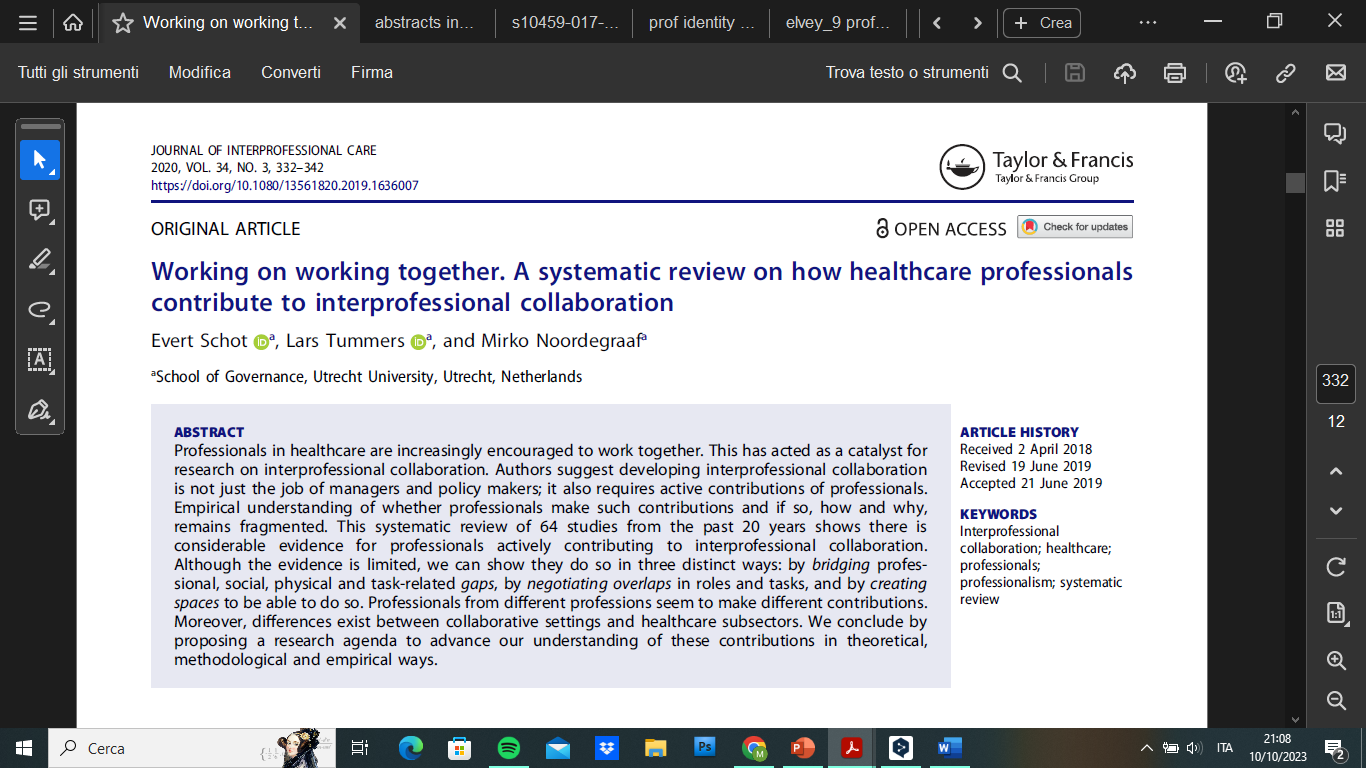 Working on working t...
abstracts in...
s10459-017-...
prof identity ...
elvey_9 prof...
Crea
Tutti gli strumenti
Modifica
Converti
Firma
Trova testo o strumenti
JOURNAL OF INTERPROFESSIONAL CARE
2020, VOL. 34, NO. 3, 332–342
https://doi.org/10.1080/13561820.2019.1636007
Taylor & Francis
Taylor & Francis Group
ORIGINAL ARTICLE
OPEN ACCESS
Check for updates
Working on working together. A systematic review on how healthcare professionals
contribute to interprofessional collaboration
Evert Schot iDᵃ, Lars Tummers iDᵃ, and Mirko Noordegraafᵃ
ᵃSchool of Governance, Utrecht University, Utrecht, Netherlands
ABSTRACT
Professionals in healthcare are increasingly encouraged to work together. This has acted as a catalyst for
research on interprofessional collaboration. Authors suggest developing interprofessional collaboration
is not just the job of managers and policy makers; it also requires active contributions of professionals.
Empirical understanding of whether professionals make such contributions and if so, how and why,
remains fragmented. This systematic review of 64 studies from the past 20 years shows there is
considerable evidence for professionals actively contributing to interprofessional collaboration.
Although the evidence is limited, we can show they do so in three distinct ways: by bridging profes-
sional, social, physical and task-related gaps, by negotiating overlaps in roles and tasks, and by creating
spaces to be able to do so. Professionals from different professions seem to make different contributions.
Moreover, differences exist between collaborative settings and healthcare subsectors. We conclude by
proposing a research agenda to advance our understanding of these contributions in theoretical,
methodological and empirical ways.
ARTICLE HISTORY
Received 2 April 2018
Revised 19 June 2019
Accepted 21 June 2019
KEYWORDS
Interprofessional
collaboration; healthcare;
professionals;
professionalism; systematic
review
332
12
1:1
Cerca
Ps
W
ITA
21:08
10/10/2023
2